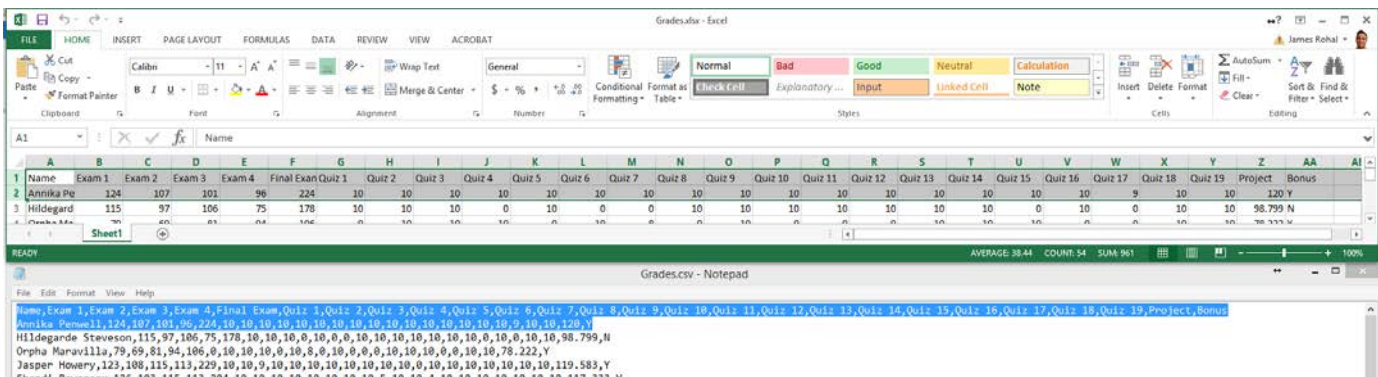 Grades.xlsx - Excel
FILE HOME INSERT PAGE LAYOUT FORMULAS DATA REVIEW VIEW ACROBAT James Rohal
Cut Calibri 11 Wrap Text General Normal Bad Good Neutral Calculation AutoSum
Copy Fill
Paste Format Painter B I U Merge & Center $ % Conditional Formatting Format as Table Check Cell Explanatory ... Input Linked Cell Note Insert Delete Format Clear Sort & Filter Find & Select
Clipboard Font Alignment Number Styles Cells Editing
A1 fx Name
A B C D E F G H I J K L M N O P Q R S T U V W X Y Z AA
1 Name Exam 1 Exam 2 Exam 3 Exam 4 Final Exan Quiz 1 Quiz 2 Quiz 3 Quiz 4 Quiz 5 Quiz 6 Quiz 7 Quiz 8 Quiz 9 Quiz 10 Quiz 11 Quiz 12 Quiz 13 Quiz 14 Quiz 15 Quiz 16 Quiz 17 Quiz 18 Quiz 19 Project Bonus
2 Annika Pe 124 107 101 96 224 10 10 10 10 10 10 10 10 10 10 10 10 10 10 10 10 9 10 10 120 Y
3 Hildegard 115 97 106 75 178 10 10 10 0 10 0 0 10 10 10 10 10 10 10 0 10 0 10 10 98.799 N
Sheet1
READY AVERAGE: 38.44 COUNT: 54 SUM: 961 100%
Grades.csv - Notepad
File Edit Format View Help
Name,Exam 1,Exam 2,Exam 3,Exam 4,Final Exam,Quiz 1,Quiz 2,Quiz 3,Quiz 4,Quiz 5,Quiz 6,Quiz 7,Quiz 8,Quiz 9,Quiz 10,Quiz 11,Quiz 12,Quiz 13,Quiz 14,Quiz 15,Quiz 16,Quiz 17,Quiz 18,Quiz 19,Project,Bonus
Annika Penwell,124,107,101,96,224,10,10,10,10,10,10,10,10,10,10,10,10,10,10,10,10,9,10,10,120,Y
Hildegarde Steveson,115,97,106,75,178,10,10,10,0,10,0,0,10,10,10,10,10,10,10,0,10,0,10,10,98.799,N
Orpha Maravilla,79,69,81,94,106,0,10,10,10,0,10,8,0,10,0,0,0,10,10,10,0,0,10,10,78.222,Y
Jasper Howery,123,108,115,113,229,10,10,9,10,10,10,10,10,10,10,10,0,10,10,10,10,10,10,10,119.583,Y